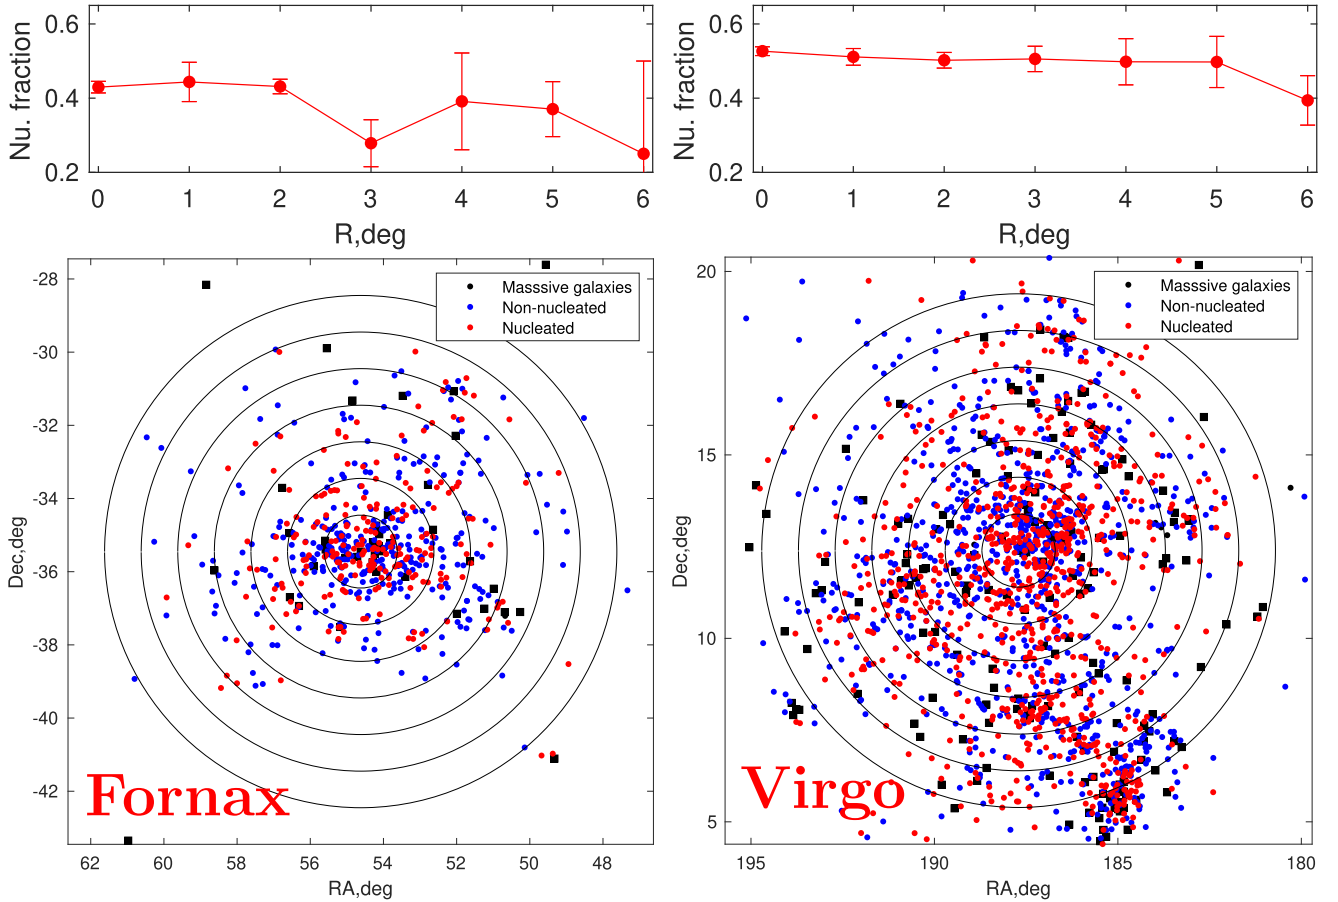 0.6
0.4
0.2
Nu. fraction
0 1 2 3 4 5 6
R,deg
0.6
0.4
0.2
Nu. fraction
0 1 2 3 4 5 6
R,deg
-28
-30
-32
-34
-36
-38
-40
-42
Dec,deg
Masssive galaxies
Non-nucleated
Nucleated
Fornax
62 60 58 56 54 52 50 48
RA,deg
20
15
10
5
Dec,deg
Masssive galaxies
Non-nucleated
Nucleated
Virgo
195 190 185 180
RA,deg